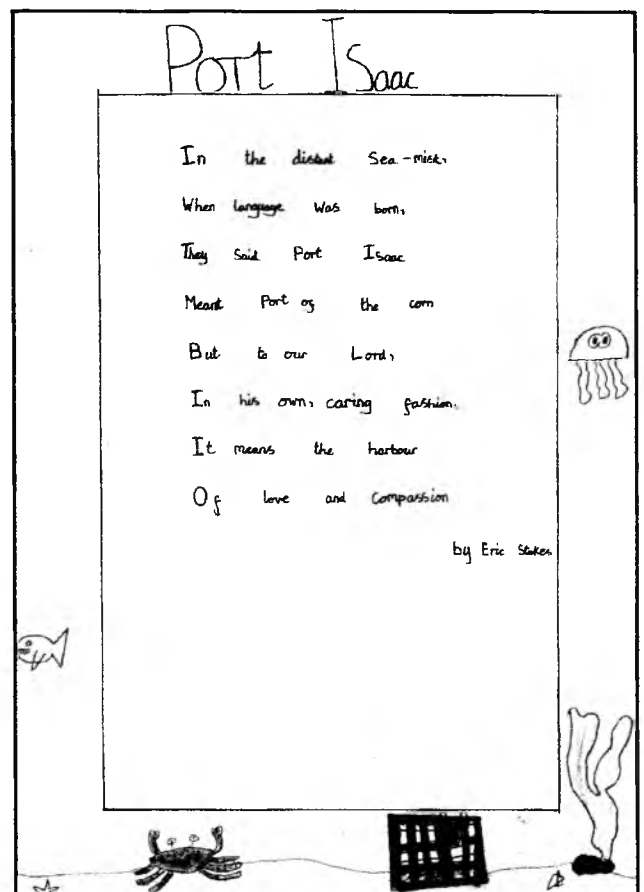 Port Isaac
In the distant Sea-mist,
When language was born,
They Said Port Isaac
Meant Port of the corn
But to our Lord,
In his own, caring fashion.
It means the harbour
Of love and Compassion
by Eric Stokes